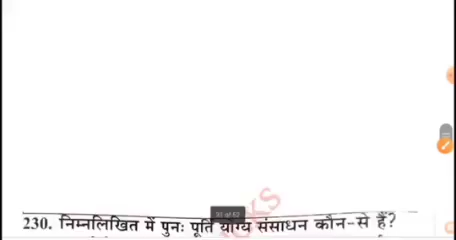 230. निम्नलिखित में पुनः पूर्ति योग्य संसाधन कौन-से हैं?